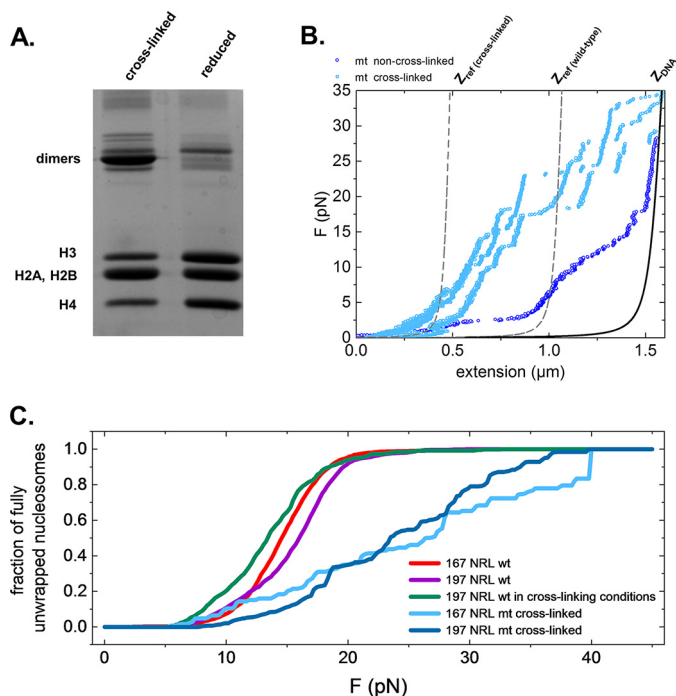 A.
cross-linked
reduced
dimers
H3
H2A, H2B
H4
B.
mt non-cross-linked
mt cross-linked
Zref (cross-linked)
Zref (wild-type)
ZDNA
35
30
25
20
15
10
5
0
F (pN)
0.0 0.5 1.0 1.5
extension (μm)
C.
1.0
0.8
0.6
0.4
0.2
0.0
fraction of fully
unwrapped nucleosomes
167 NRL wt
197 NRL wt
197 NRL wt in cross-linking conditions
167 NRL mt cross-linked
197 NRL mt cross-linked
0 10 20 30 40
F (pN)